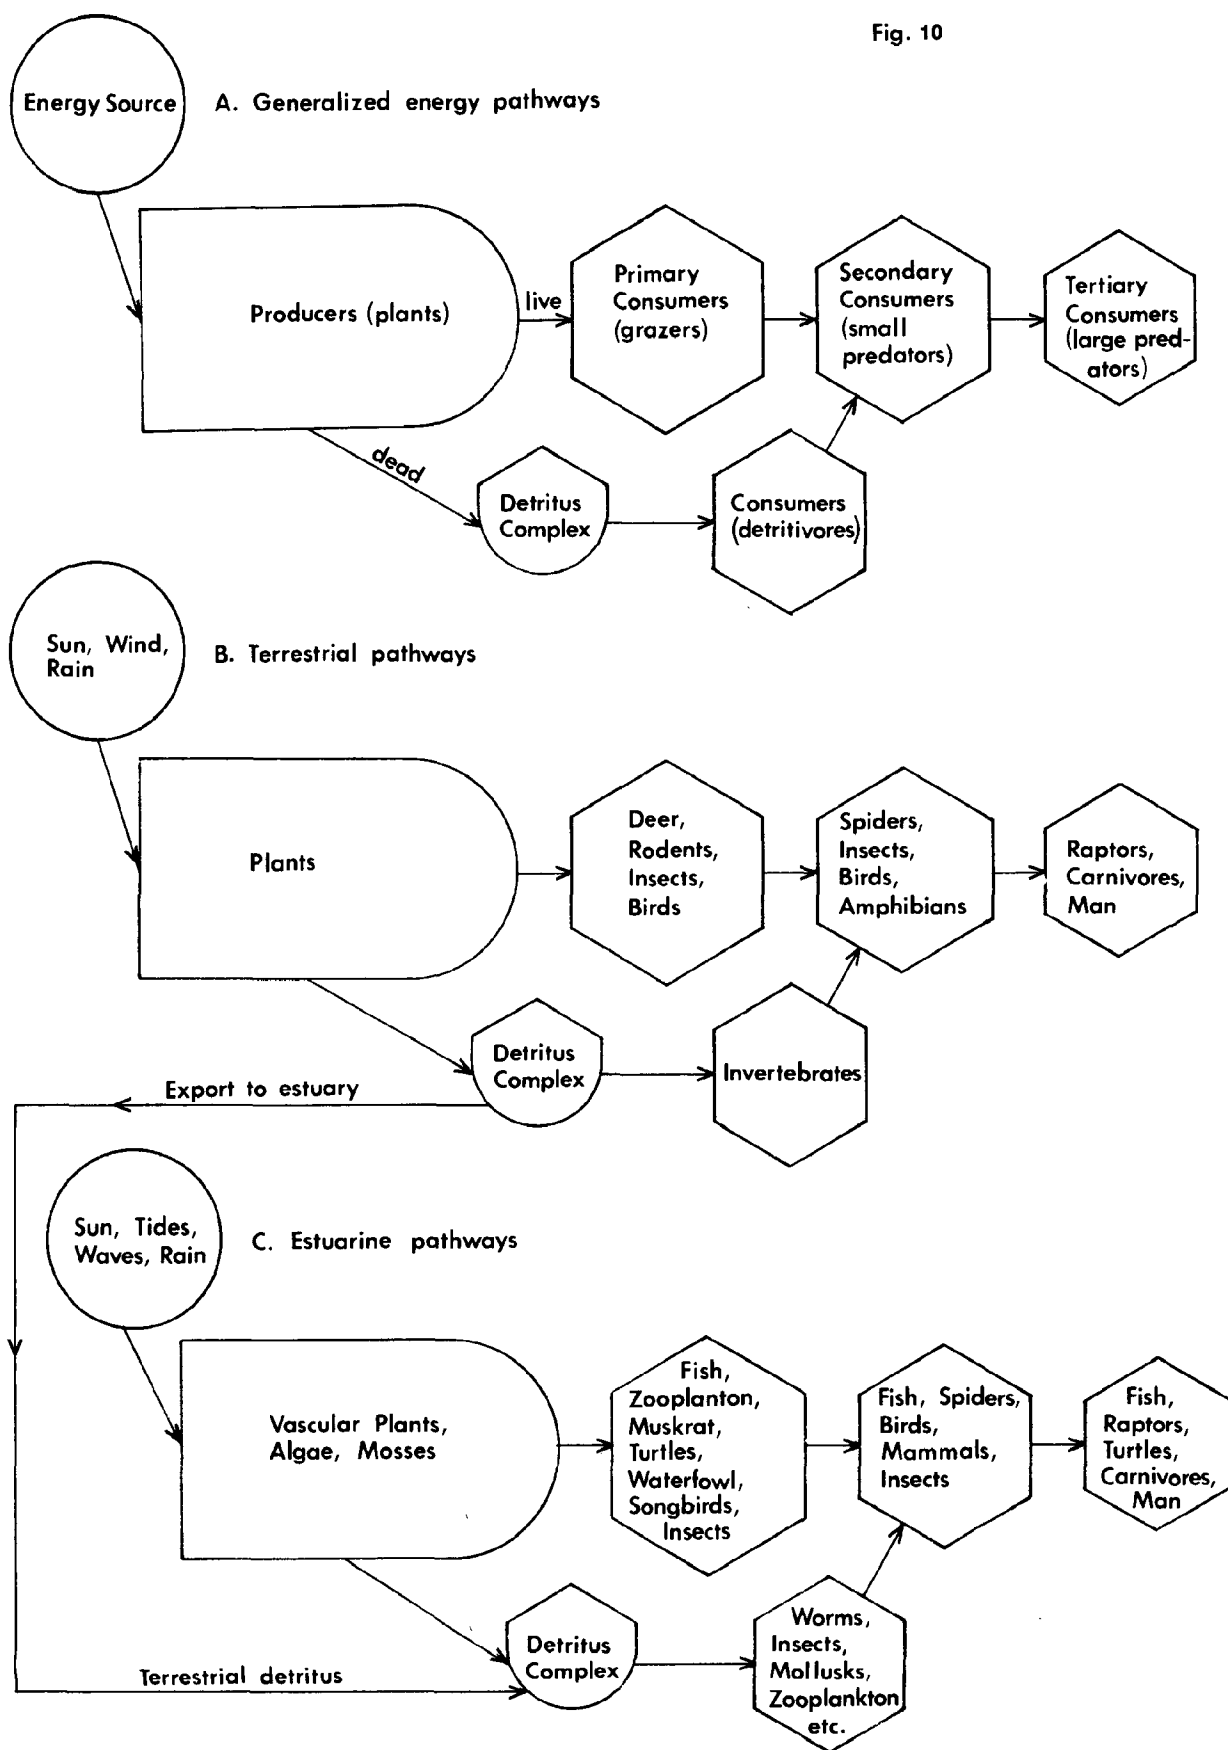 Fig. 10
Energy Source
A. Generalized energy pathways
Producers (plants)
live
Primary
Consumers
(grazers)
Secondary
Consumers
(small
predators)
Tertiary
Consumers
(large pred-
ators)
dead
Detritus
Complex
Consumers
(detritivores)
Sun, Wind,
Rain
B. Terrestrial pathways
Plants
Deer,
Rodents,
Insects,
Birds
Spiders,
Insects,
Birds,
Amphibians
Raptors,
Carnivores,
Man
Detritus
Complex
Invertebrates
Export to estuary
Sun, Tides,
Waves, Rain
C. Estuarine pathways
Vascular Plants,
Algae, Mosses
Fish,
Zooplanton,
Muskrat,
Turtles,
Waterfowl,
Songbirds,
Insects
Fish, Spiders,
Birds,
Mammals,
Insects
Fish,
Raptors,
Turtles,
Carnivores,
Man
Detritus
Complex
Worms,
Insects,
Mollusks,
Zooplankton
etc.
Terrestrial detritus